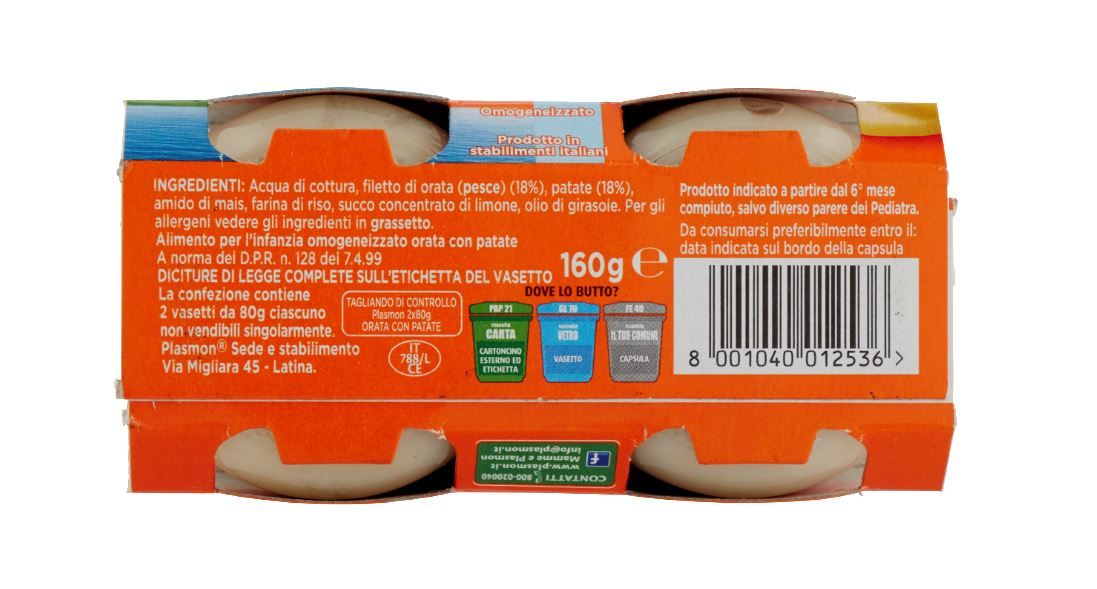 Omogeneizzato
Prodotto in
stabilimenti italiani
INGREDIENTI: Acqua di cottura, filetto di orata (pesce) (18%), patate (18%),
amido di mais, farina di riso, succo concentrato di limone, olio di girasole. Per gli
allergeni vedere gli ingredienti in grassetto.
Alimento per l'infanzia omogeneizzato orata con patate
A norma del D.P.R. n. 128 del 7.4.99
DICITURE DI LEGGE COMPLETE SULL'ETICHETTA DEL VASETTO
160g e
La confezione contiene
2 vasetti da 80g ciascuno
non vendibili singolarmente.
Plasmon® Sede e stabilimento
Via Migliara 45 - Latina.
TAGLIANDO DI CONTROLLO
Plasmon 2x80g
ORATA CON PATATE
IT
788/L
CE
DOVE LO BUTTO?
PAP 21
raccolta
CARTA
CARTONCINO
ESTERNO ED
ETICHETTA
GL 70
raccolta
VETRO
VASETTO
FE 40
IL TUO COMUNE
CAPSULA
Prodotto indicato a partire dal 6° mese
compiuto, salvo diverso parere del Pediatra.
Da consumarsi preferibilmente entro il:
data indicata sul bordo della capsula
8 001040 012536 >
CONTATTI
800-020040
www.plasmon.it
Mamme e Plasmon
info@plasmon.it
f